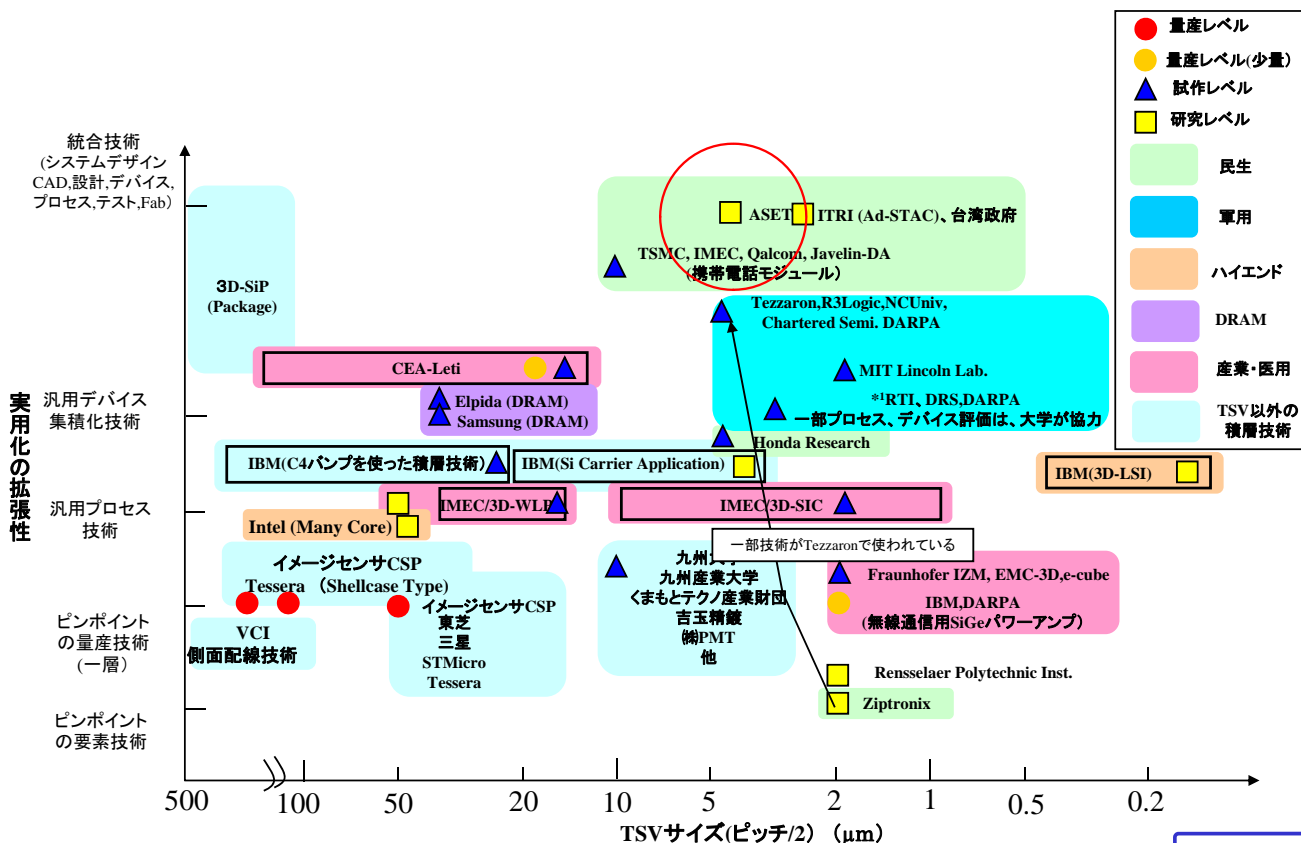 量産レベル
量産レベル(少量）
試作レベル
研究レベル
民生
軍用
ハイエンド
DRAM
産業・医用
TSV以外の
積層技術
実用化の拡張性
統合技術
(システムデザイン
CAD,設計,デバイス,
プロセス,テスト,Fab）
汎用デバイス
集積化技術
汎用プロセス
技術
ピンポイント
の量産技術
(一層）
ピンポイント
の要素技術
3D-SiP
(Package)
ASET
ITRI (Ad-STAC)、台湾政府
TSMC, IMEC, Qalcom, Javelin-DA
(携帯電話モジュール）
Tezzaron,R3Logic,NCUniv,
Chartered Semi. DARPA
MIT Lincoln Lab.
*1RTI、DRS,DARPA
一部プロセス、デバイス評価は、大学が協力
CEA-Leti
Elpida (DRAM)
Samsung (DRAM)
Honda Research
IBM(C4バンプを使った積層技術）
IBM(Si Carrier Application)
IBM(3D-LSI)
IMEC/3D-WLP
IMEC/3D-SIC
Intel (Many Core)
一部技術がTezzaronで使われている
イメージセンサCSP
Tessera （Shellcase Type)
イメージセンサCSP
東芝
三星
STMicro
Tessera
VCI
側面配線技術
九州
九州産業大学
くまもとテクノ産業財団
吉玉精鍍
㈱PMT
他
Fraunhofer IZM, EMC-3D,e-cube
IBM,DARPA
(無線通信用SiGeパワーアンプ）
Rensselaer Polytechnic Inst.
Ziptronix
500 100 50 20 10 5 2 1 0.5 0.2
TSVサイズ(ピッチ/2） （μm）